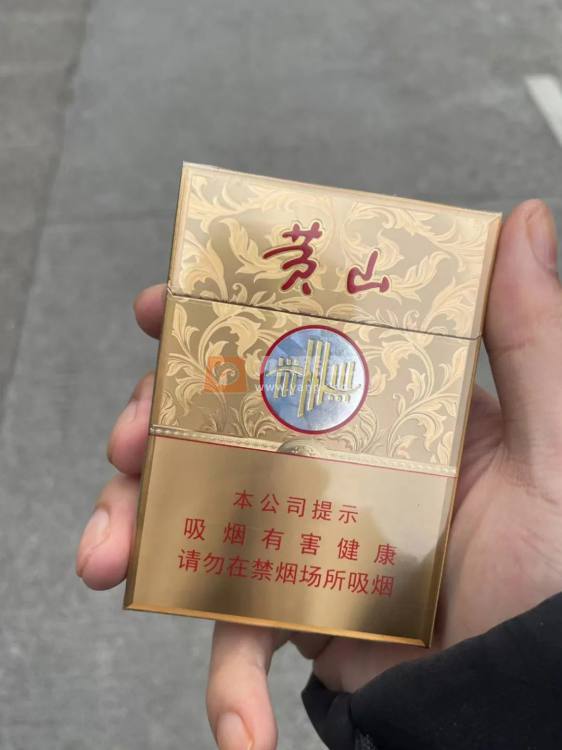 黄山
本公司提示
吸烟有害健康
请勿在禁烟场所吸烟